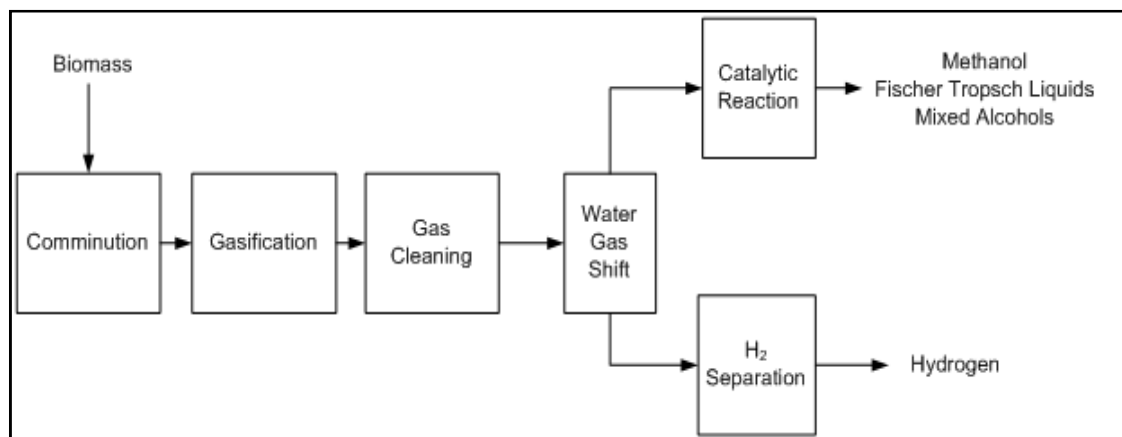 Biomass
Comminution
Gasification
Gas
Cleaning
Water
Gas
Shift
Catalytic
Reaction
Methanol
Fischer Tropsch Liquids
Mixed Alcohols
H₂
Separation
Hydrogen